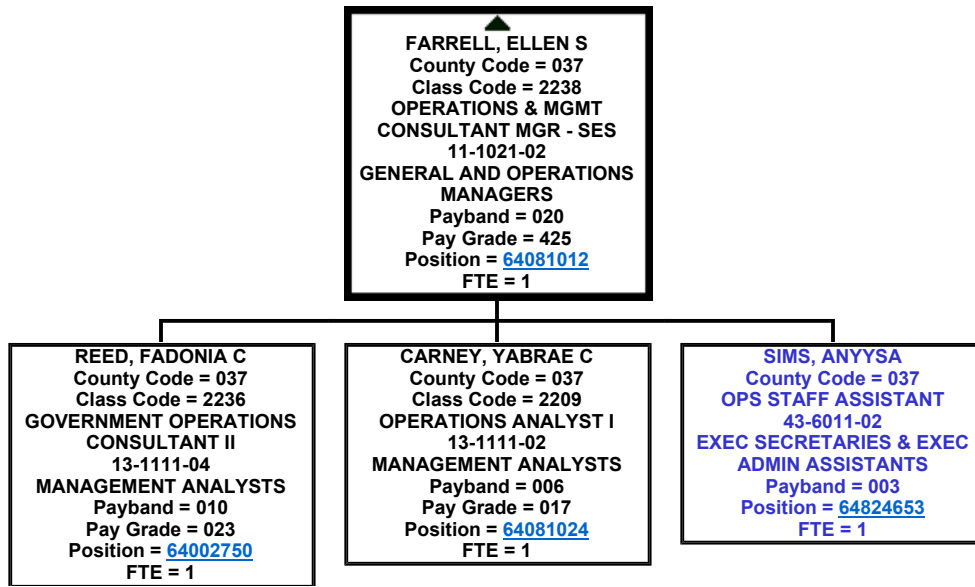 FARRELL, ELLEN S
County Code = 037
Class Code = 2238
OPERATIONS & MGMT
CONSULTANT MGR - SES
11-1021-02
GENERAL AND OPERATIONS
MANAGERS
Payband = 020
Pay Grade = 425
Position = 64081012
FTE = 1
REED, FADONIA C
County Code = 037
Class Code = 2236
GOVERNMENT OPERATIONS
CONSULTANT II
13-1111-04
MANAGEMENT ANALYSTS
Payband = 010
Pay Grade = 023
Position = 64002750
FTE = 1
CARNEY, YABRAE C
County Code = 037
Class Code = 2209
OPERATIONS ANALYST I
13-1111-02
MANAGEMENT ANALYSTS
Payband = 006
Pay Grade = 017
Position = 64081024
FTE = 1
SIMS, ANYYSA
County Code = 037
OPS STAFF ASSISTANT
43-6011-02
EXEC SECRETARIES & EXEC
ADMIN ASSISTANTS
Payband = 003
Position = 64824653
FTE = 1